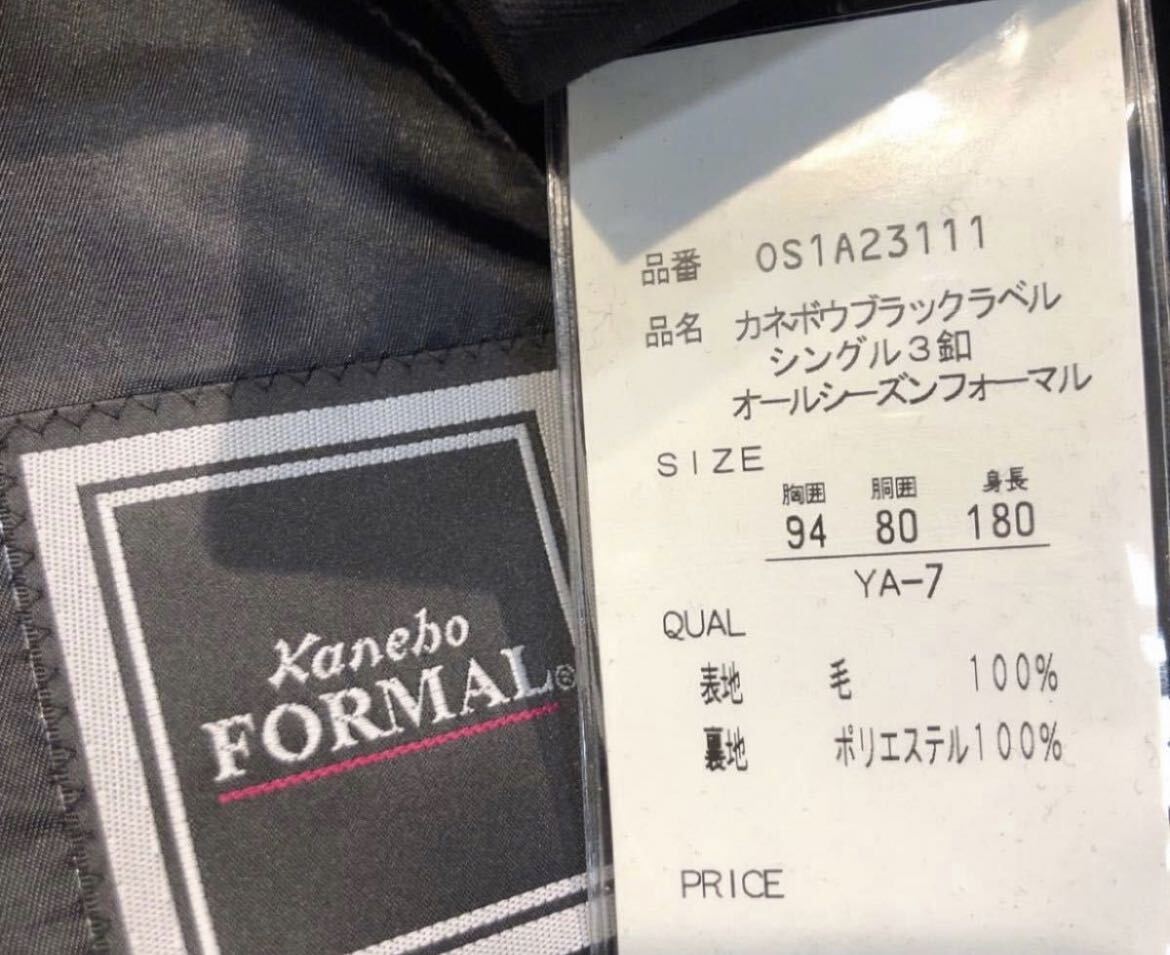 Kanebo
FORMAL®
品番 OS1A23111
品名 カネボウブラックラベル
シングル3釦
オールシーズンフォーマル
SIZE
胸囲 胴囲 身長
94 80 180
YA-7
QUAL
表地 毛 100%
裏地 ポリエステル100%
PRICE